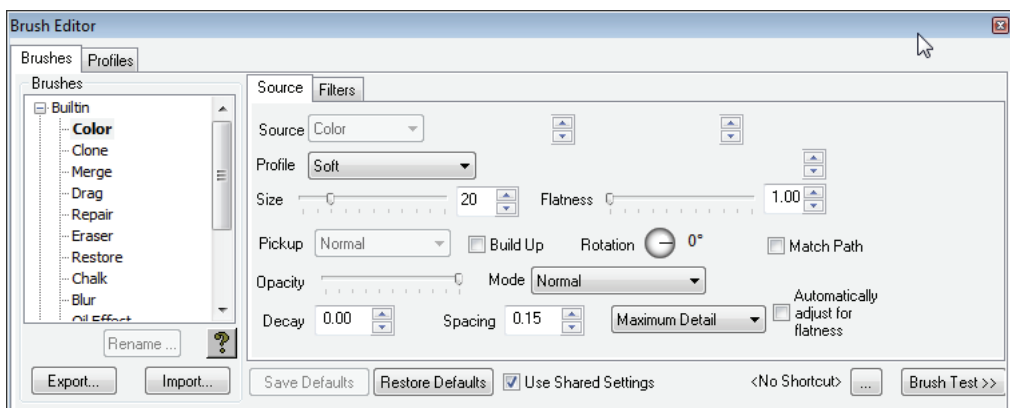 Brush Editor
Brushes Profiles
Brushes
Builtin
Color
Clone
Merge
Drag
Repair
Eraser
Restore
Chalk
Blur
Oil Effect
Rename ...
?
Export... Import...
Source Filters
Source Color
Profile Soft
Size 20 Flatness 1.00
Pickup Normal Build Up Rotation 0° Match Path
Opacity Mode Normal
Decay 0.00 Spacing 0.15 Maximum Detail
Automatically
adjust for
flatness
Save Defaults Restore Defaults Use Shared Settings <No Shortcut> ... Brush Test >>